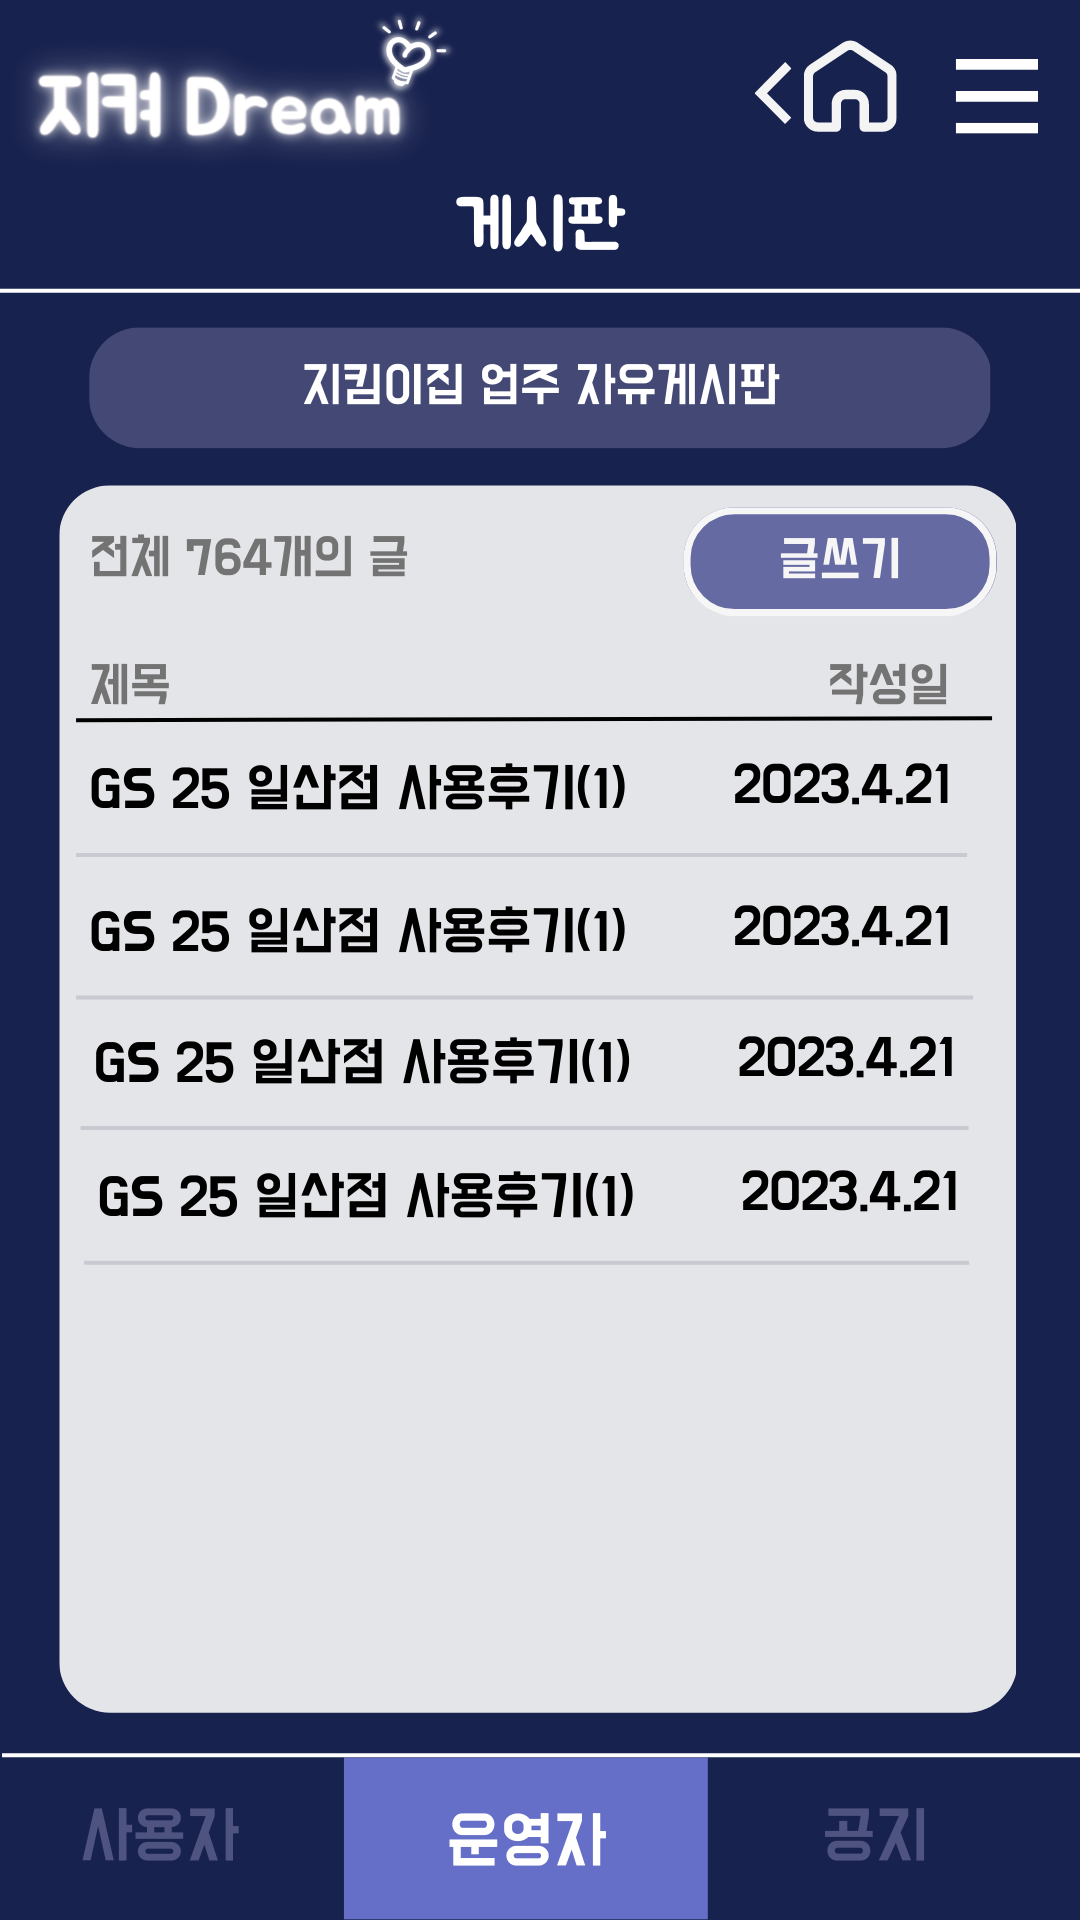 지켜 Dream
게시판
지킴이집 업주 자유게시판
전체 764개의 글
글쓰기
제목 작성일
GS 25 일산점 사용후기(1) 2023.4.21
GS 25 일산점 사용후기(1) 2023.4.21
GS 25 일산점 사용후기(1) 2023.4.21
GS 25 일산점 사용후기(1) 2023.4.21
사용자 운영자 공지